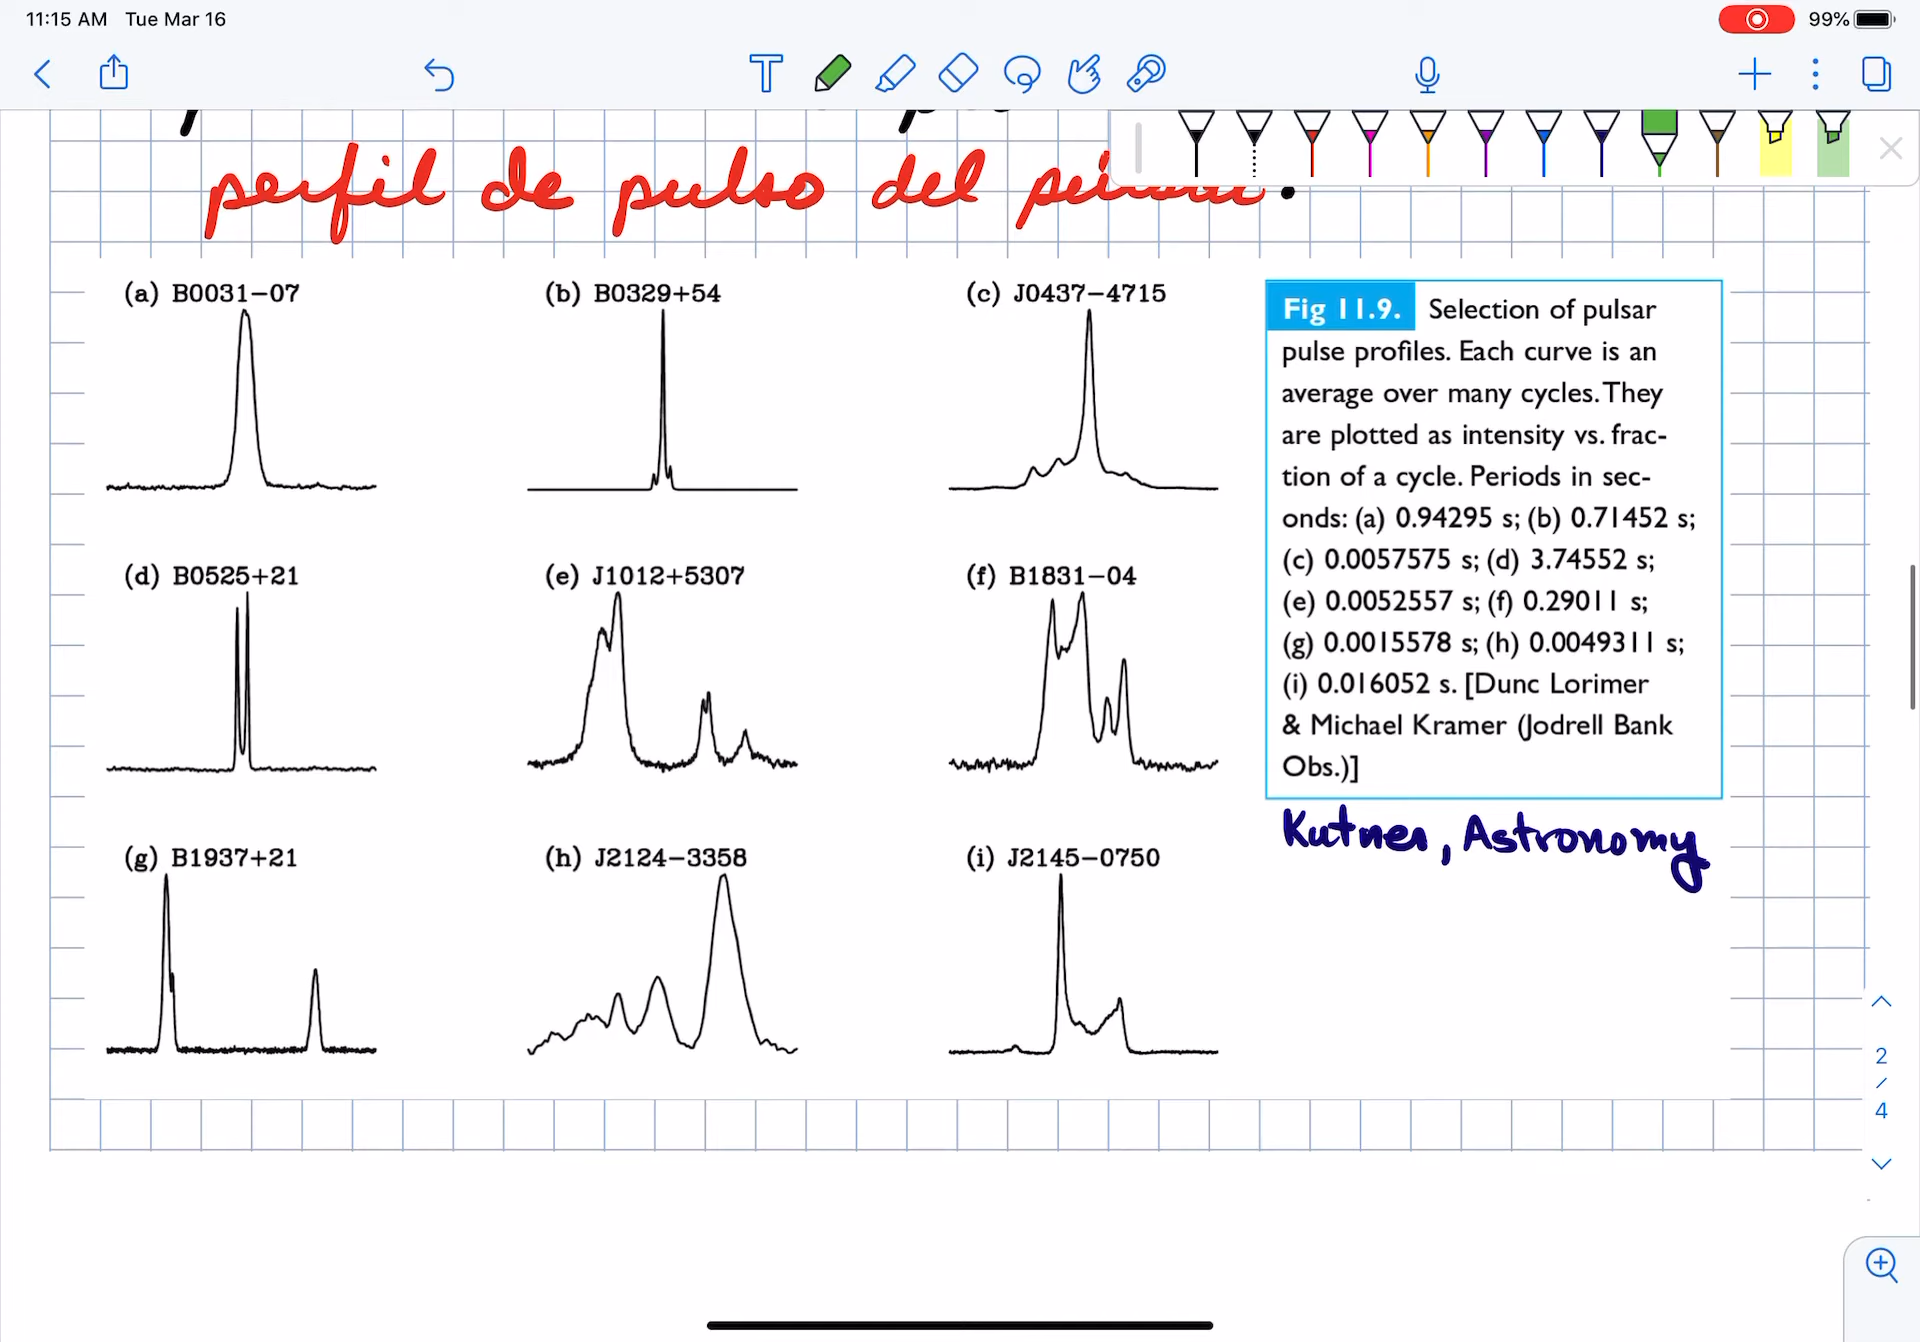 11:15 AM Tue Mar 16
99%
perfil de pulso del
(a) B0031−07
(b) B0329+54
(c) J0437−4715
(d) B0525+21
(e) J1012+5307
(f) B1831−04
(g) B1937+21
(h) J2124−3358
(i) J2145−0750
Fig 11.9. Selection of pulsar
pulse profiles. Each curve is an
average over many cycles. They
are plotted as intensity vs. frac-
tion of a cycle. Periods in sec-
onds: (a) 0.94295 s; (b) 0.71452 s;
(c) 0.0057575 s; (d) 3.74552 s;
(e) 0.0052557 s; (f) 0.29011 s;
(g) 0.0015578 s; (h) 0.0049311 s;
(i) 0.016052 s. [Dunc Lorimer
& Michael Kramer (Jodrell Bank
Obs.)]
Kutner, Astronomy
2
/
4